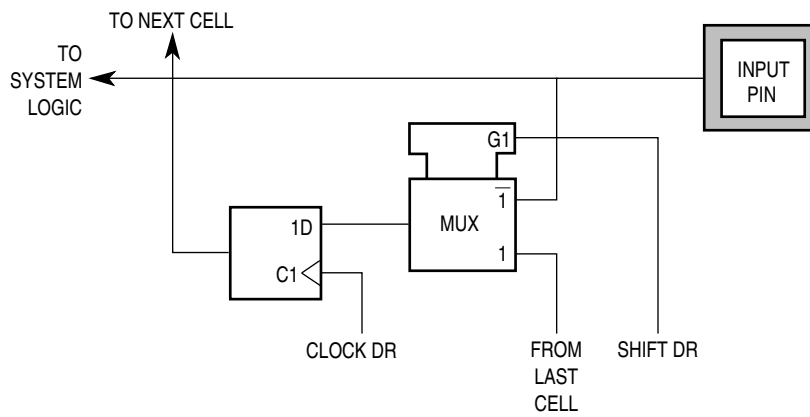 TO NEXT CELL
TO
SYSTEM
LOGIC
INPUT
PIN
G1
1
MUX
1
1D
C1
CLOCK DR
FROM
LAST
CELL
SHIFT DR